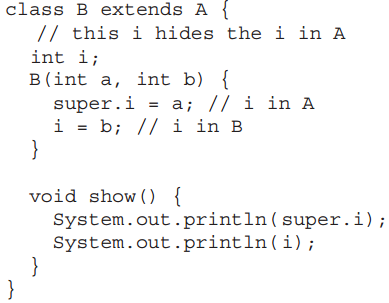 class B extends A {
// this i hides the i in A
int i;
B(int a, int b) {
super.i = a; // i in A
i = b; // i in B
}
void show() {
System.out.println(super.i);
System.out.println(i);
}
}